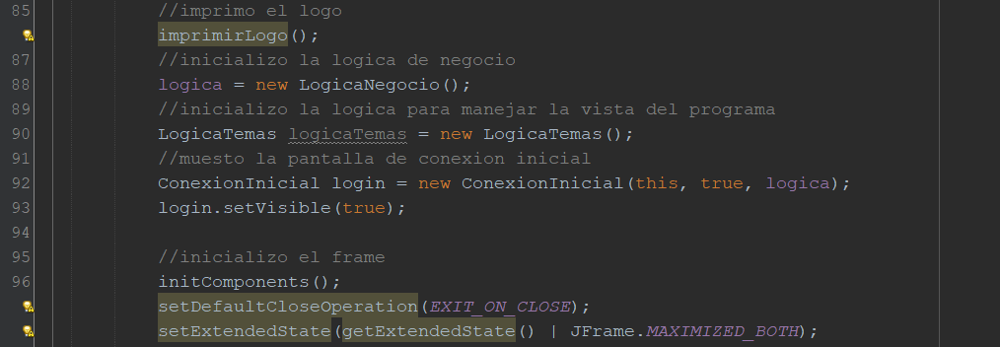 85 //imprimo el logo
imprimirLogo();
87 //inicializo la logica de negocio
88 logica = new LogicaNegocio();
89 //inicializo la logica para manejar la vista del programa
90 LogicaTemas logicaTemas = new LogicaTemas();
91 //muesto la pantalla de conexion inicial
92 ConexionInicial login = new ConexionInicial(this, true, logica);
93 login.setVisible(true);
94
95 //inicializo el frame
96 initComponents();
setDefaultCloseOperation(EXIT_ON_CLOSE);
setExtendedState(getExtendedState() | JFrame.MAXIMIZED_BOTH);